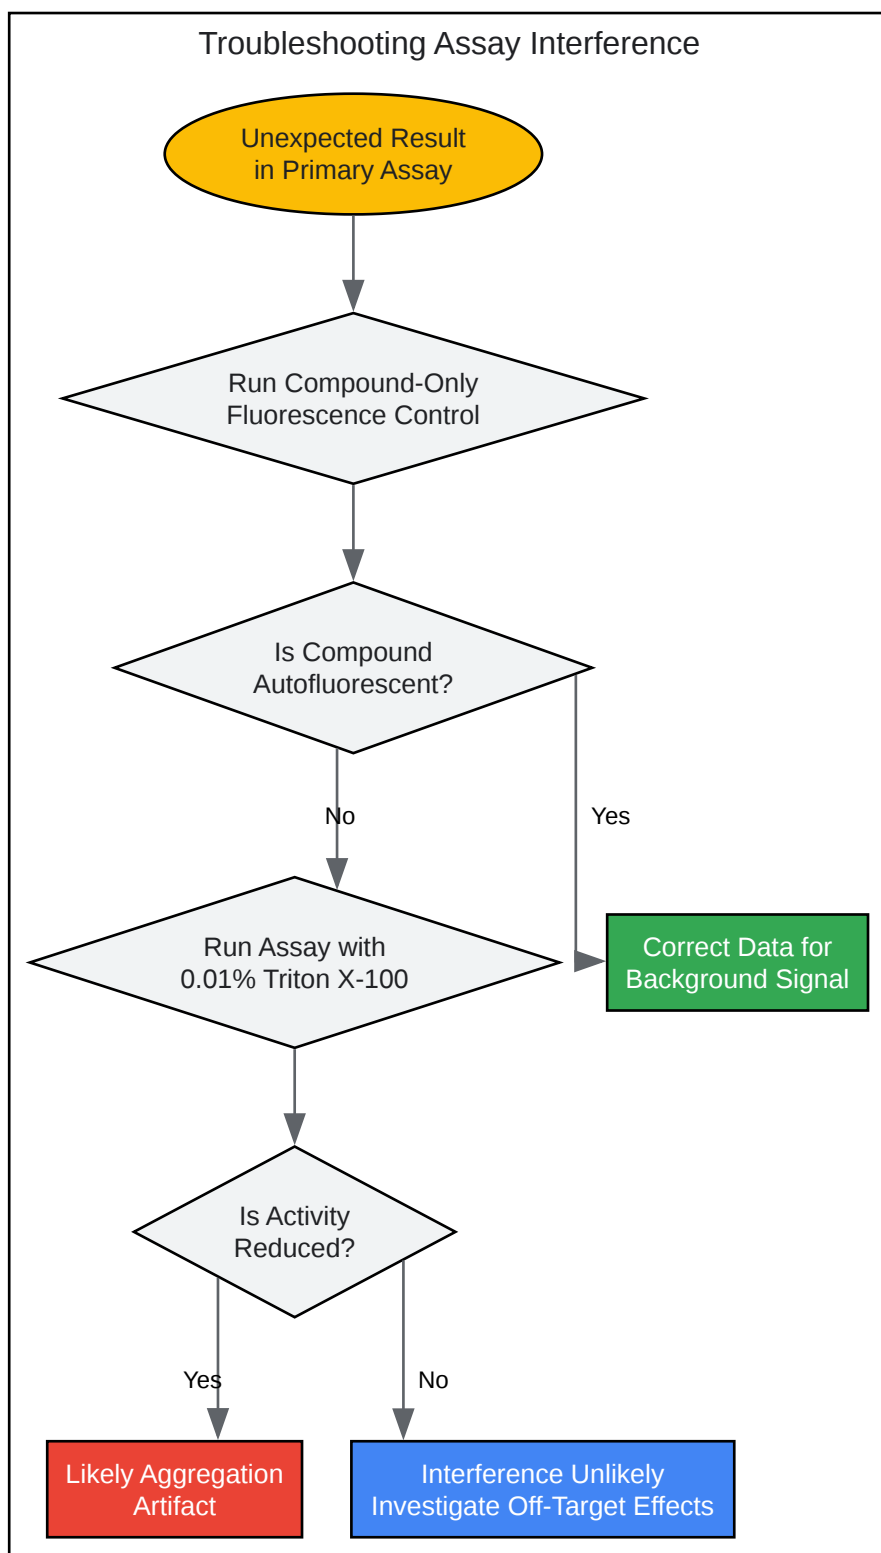 Troubleshooting Assay Interference
Unexpected Result
in Primary Assay
Run Compound-Only
Fluorescence Control
Is Compound
Autofluorescent?
No
Yes
Run Assay with
0.01% Triton X-100
Correct Data for
Background Signal
Is Activity
Reduced?
Yes
No
Likely Aggregation
Artifact
Interference Unlikely
Investigate Off-Target Effects